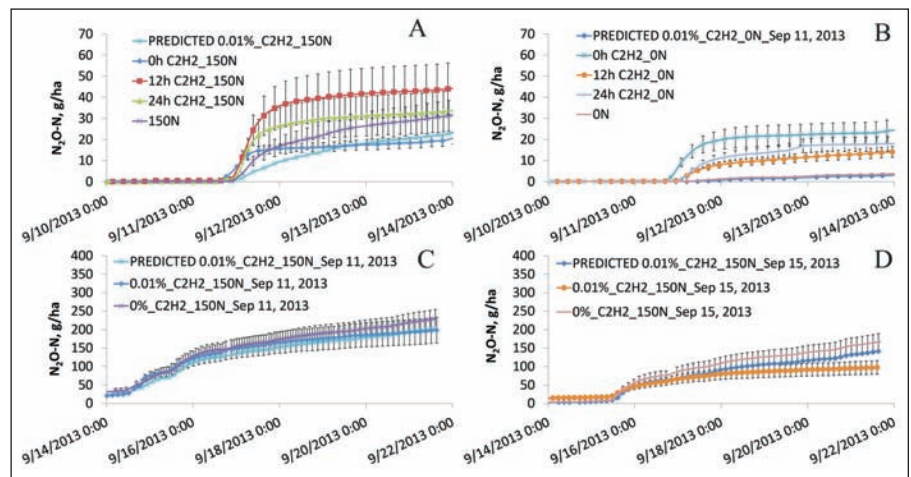 A
70
60
50
40
30
20
10
0
N₂O-N, g/ha
PREDICTED 0.01%_C2H2_150N
0h C2H2_150N
12h C2H2_150N
24h C2H2_150N
150N
9/10/2013 0:00
9/11/2013 0:00
9/12/2013 0:00
9/13/2013 0:00
9/14/2013 0:00
B
70
60
50
40
30
20
10
0
N₂O-N, g/ha
PREDICTED 0.01%_C2H2_0N_Sep 11, 2013
0h C2H2_0N
12h C2H2_0N
24h C2H2_0N
0N
9/10/2013 0:00
9/11/2013 0:00
9/12/2013 0:00
9/13/2013 0:00
9/14/2013 0:00
C
400
350
300
250
200
150
100
50
0
N₂O-N, g/ha
PREDICTED 0.01%_C2H2_150N_Sep 11, 2013
0.01%_C2H2_150N_Sep 11, 2013
0%_C2H2_150N_Sep 11, 2013
9/14/2013 0:00
9/16/2013 0:00
9/18/2013 0:00
9/20/2013 0:00
9/22/2013 0:00
D
400
350
300
250
200
150
100
50
0
N₂O-N, g/ha
PREDICTED 0.01%_C2H2_150N_Sep 15, 2013
0.01%_C2H2_150N_Sep 15, 2013
0%_C2H2_150N_Sep 15, 2013
9/14/2013 0:00
9/16/2013 0:00
9/18/2013 0:00
9/20/2013 0:00
9/22/2013 0:00